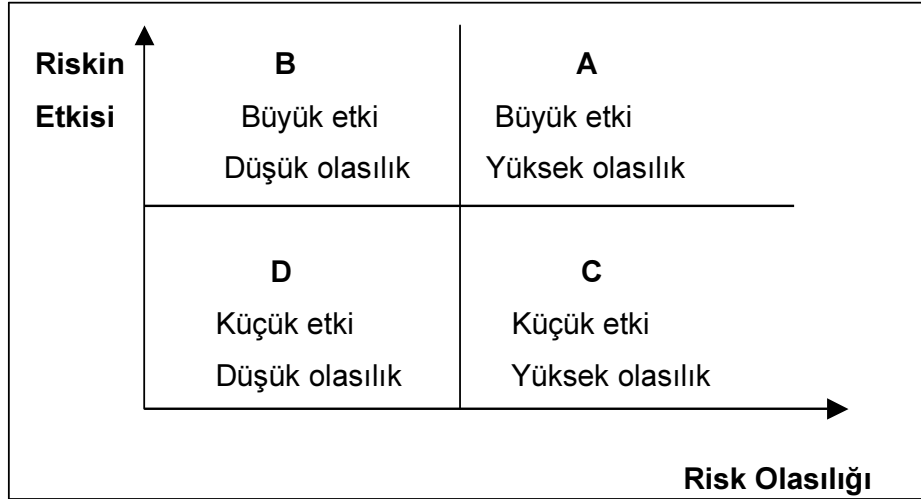 Riskin
Etkisi
B
Büyük etki
Düşük olasılık
A
Büyük etki
Yüksek olasılık
D
Küçük etki
Düşük olasılık
C
Küçük etki
Yüksek olasılık
Risk Olasılığı